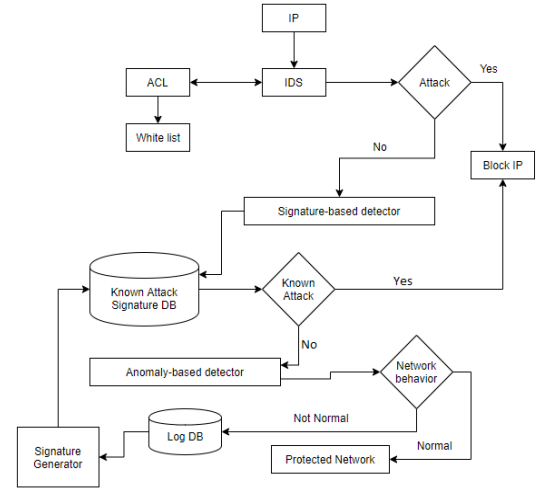 IP
ACL
IDS
Attack
Yes
White list
No
Block IP
Signature-based detector
Known Attack
Signature DB
Known
Attack
Yes
No
Anomaly-based detector
Network
behavior
Not Normal
Log DB
Normal
Signature
Generator
Protected Network